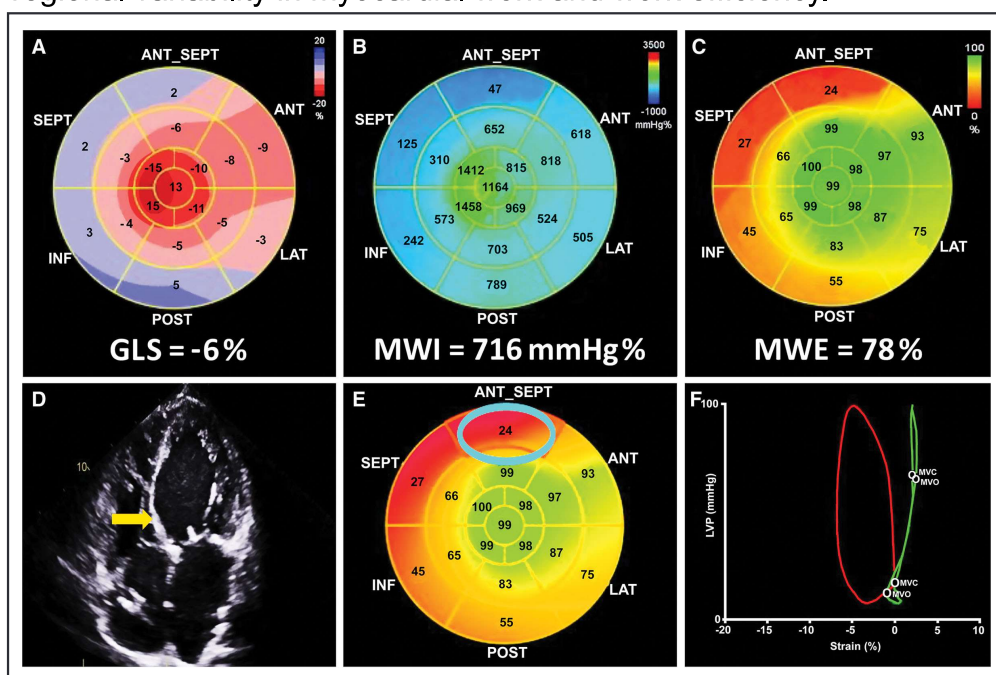 regional variability in myocardial work and work efficiency.
A
ANT_SEPT
20
-20
%
SEPT
ANT
2
2
-6
-9
-3
-15
-10
-8
13
15
-11
-4
-5
3
-5
-3
INF
LAT
5
POST
GLS = -6%
B
ANT_SEPT
3500
-1000
mmHg%
SEPT
ANT
47
125
652
618
310
1412
815
818
1164
1458
969
573
524
242
703
505
INF
LAT
789
POST
MWI = 716 mmHg%
C
ANT_SEPT
100
0
%
SEPT
ANT
24
27
99
93
66
100
98
97
99
99
98
65
87
45
83
75
INF
LAT
55
POST
MWE = 78%
D
10
E
ANT_SEPT
24
SEPT
ANT
27
99
93
66
100
98
97
99
99
98
65
87
45
83
75
INF
LAT
55
POST
F
100
LVP (mmHg)
MVC
MVO
MVC
MVO
0
-20
-15
-10
-5
0
5
10
Strain (%)